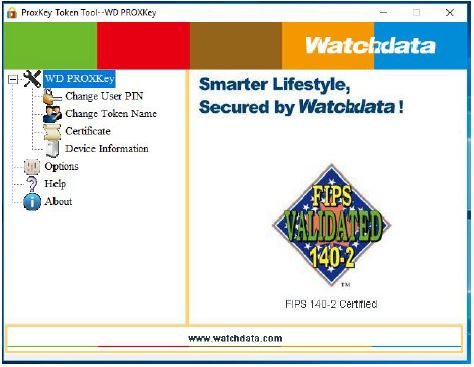 ProxKey Token Tool--WD PROXKey
Watchdata
WD PROXKey
Change User PIN
Change Token Name
Certificate
Device Information
Options
Help
About
Smarter Lifestyle,
Secured by Watchdata !
FIPS
VALIDATED
140-2
TM
FIPS 140-2 Certified
www.watchdata.com